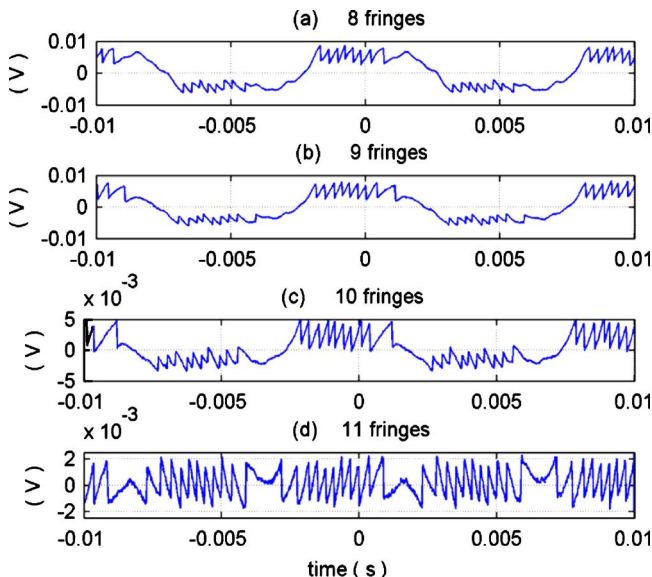 (a) 8 fringes
0.01
0
-0.01
( V )
-0.01 -0.005 0 0.005 0.01
(b) 9 fringes
0.01
0
-0.01
( V )
-0.01 -0.005 0 0.005 0.01
x 10⁻³
(c) 10 fringes
5
0
-5
( V )
-0.01 -0.005 0 0.005 0.01
x 10⁻³
(d) 11 fringes
2
0
-2
( V )
-0.01 -0.005 0 0.005 0.01
time ( s )